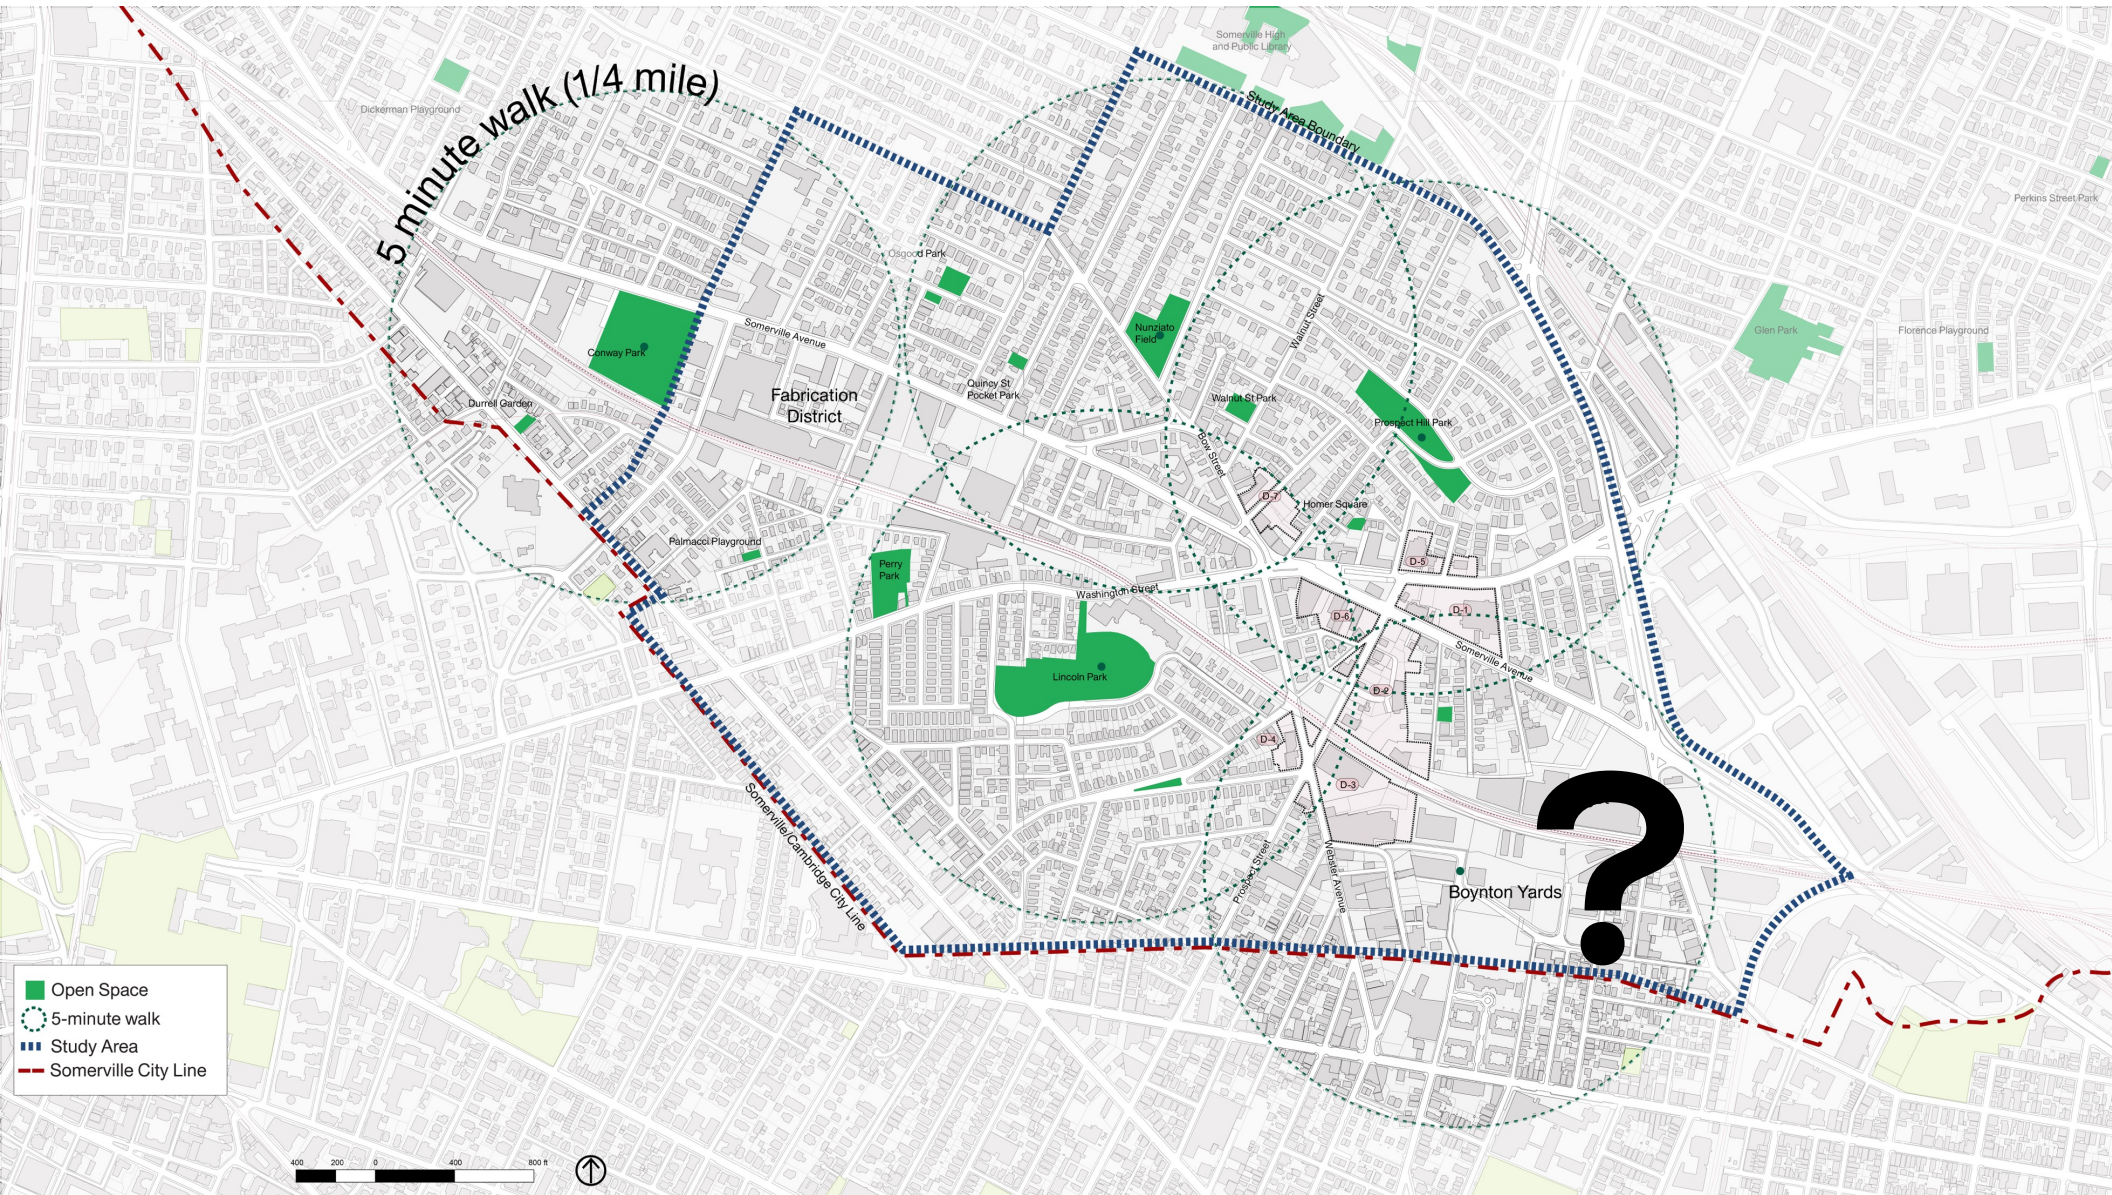 Somerville High
and Public Library
Dickerman Playground
5 minute walk (1/4 mile)
Study Area Boundary
Perkins Street Park
Osgood Park
Somerville Avenue
Walnut Street
Nunziato
Field
Glen Park
Florence Playground
Conway Park
Fabrication
District
Quincy St
Pocket Park
Durrell Garden
Walnut St Park
Prospect Hill Park
Bow Street
D-7
Homer Square
Palmacci Playground
Perry
Park
D-5
Washington Street
D-6
D-1
Somerville Avenue
Lincoln Park
D-2
D-4
D-3
Somerville/Cambridge City Line
Prospect Street
Webster Avenue
Boynton Yards
?
Open Space
5-minute walk
Study Area
Somerville City Line
400 200 0 400 800 ft